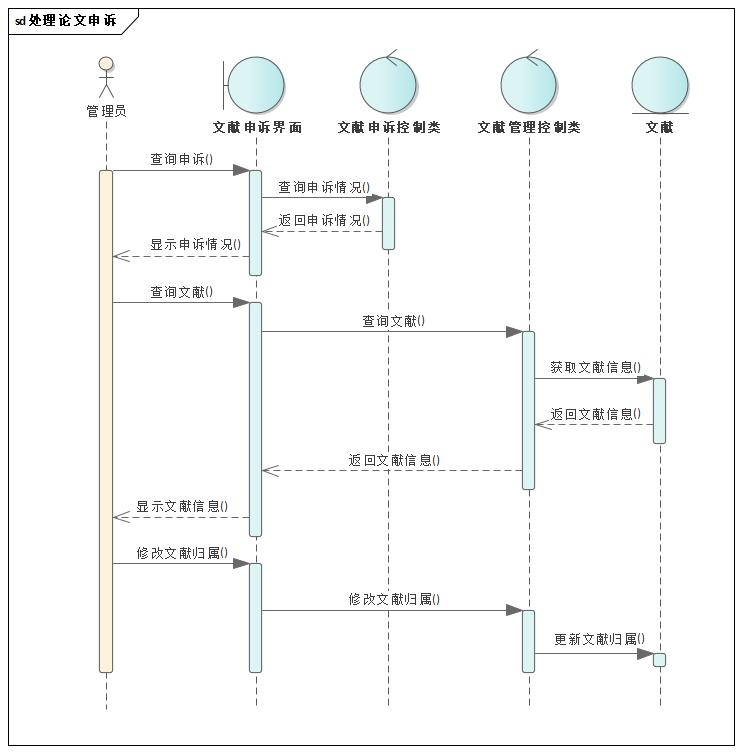 sd 处理论文申诉
管理员
文献申诉界面
文献申诉控制类
文献管理控制类
文献
查询申诉()
查询申诉情况()
返回申诉情况()
显示申诉情况()
查询文献()
查询文献()
获取文献信息()
返回文献信息()
返回文献信息()
显示文献信息()
修改文献归属()
修改文献归属()
更新文献归属()